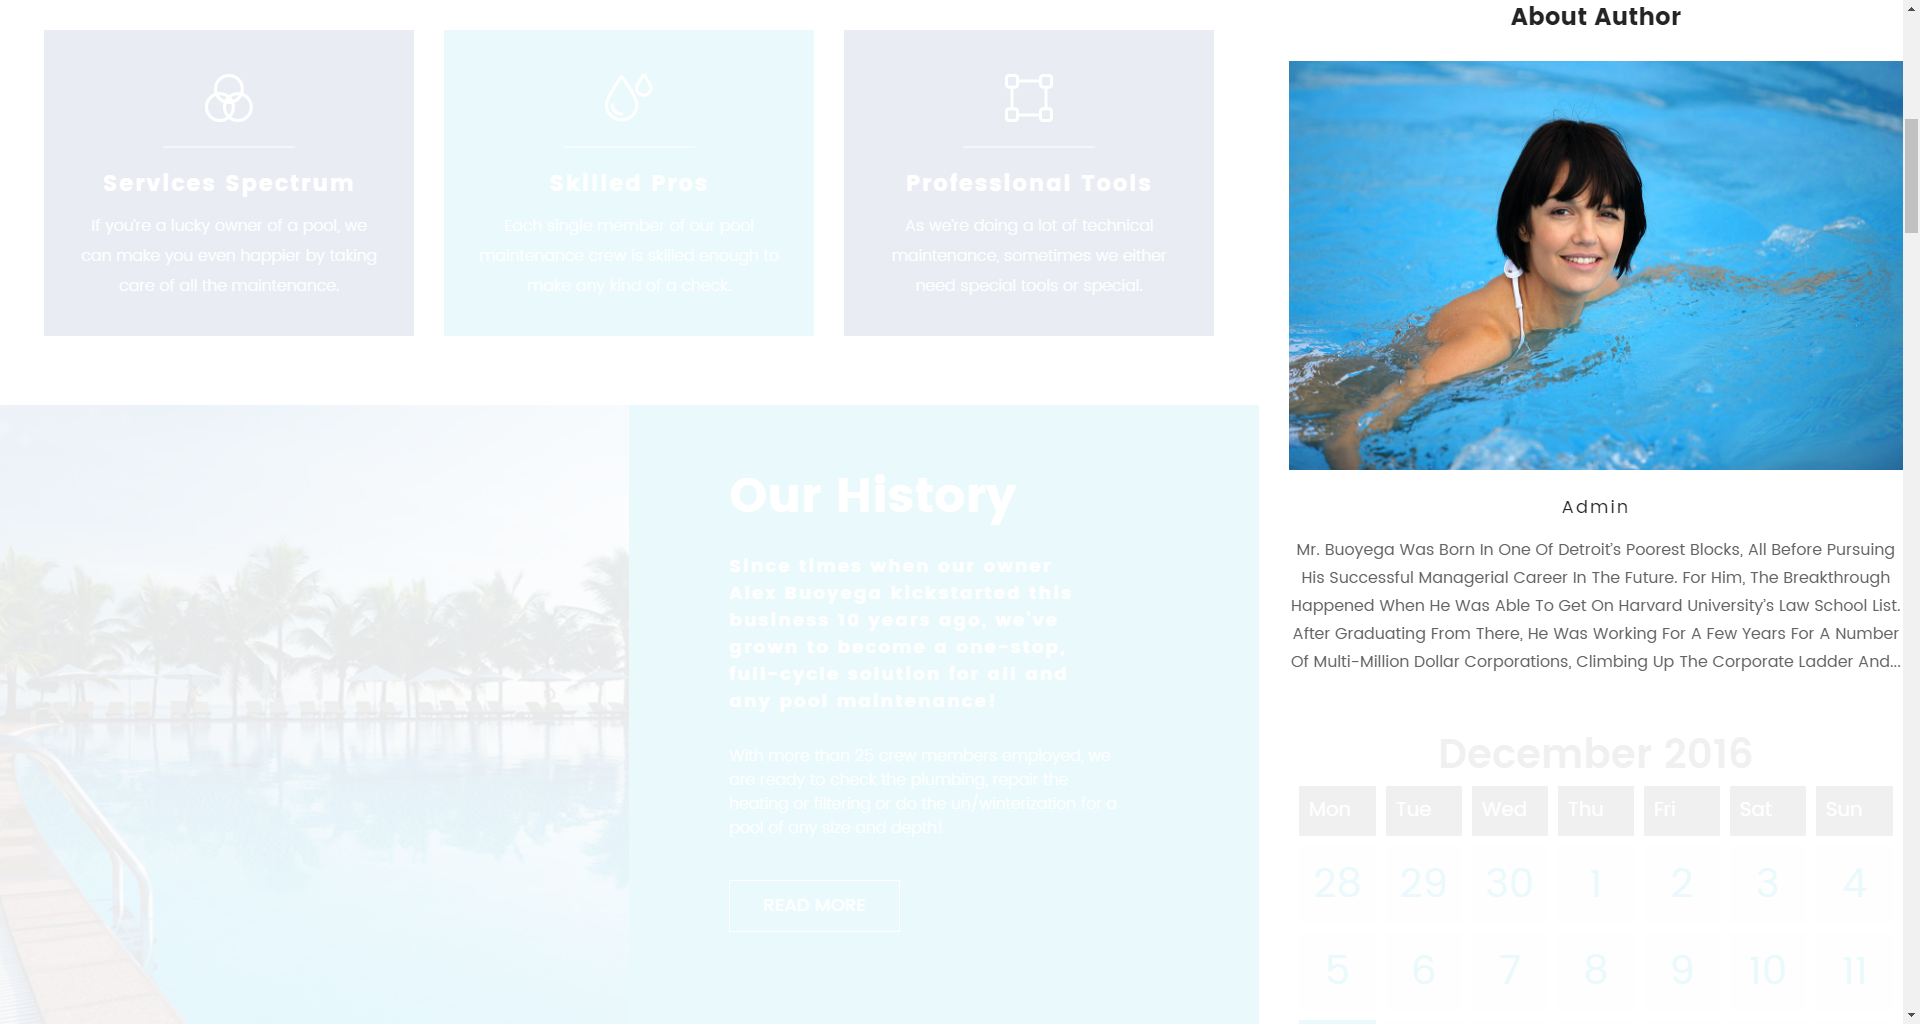 Services Spectrum
If you're a lucky owner of a pool, we
can make you even happier by taking
care of all the maintenance.
Skilled Pros
Each single member of our pool
maintenance crew is skilled enough to
make any kind of a check.
Professional Tools
As we're doing a lot of technical
maintenance, sometimes we either
need special tools or special.
Our History
Since times when our owner
Alex Buoyega kickstarted this
business 10 years ago, we've
grown to become a one-stop,
full-cycle solution for all and
any pool maintenance!
With more than 25 crew members employed, we
are ready to check the plumbing, repair the
heating or filtering or do the un/winterization for a
pool of any size and depth!
READ MORE
About Author
Admin
Mr. Buoyega Was Born In One Of Detroit's Poorest Blocks, All Before Pursuing
His Successful Managerial Career In The Future. For Him, The Breakthrough
Happened When He Was Able To Get On Harvard University's Law School List.
After Graduating From There, He Was Working For A Few Years For A Number
Of Multi-Million Dollar Corporations, Climbing Up The Corporate Ladder And...
December 2016
Mon Tue Wed Thu Fri Sat Sun
28 29 30 1 2 3 4
5 6 7 8 9 10 11